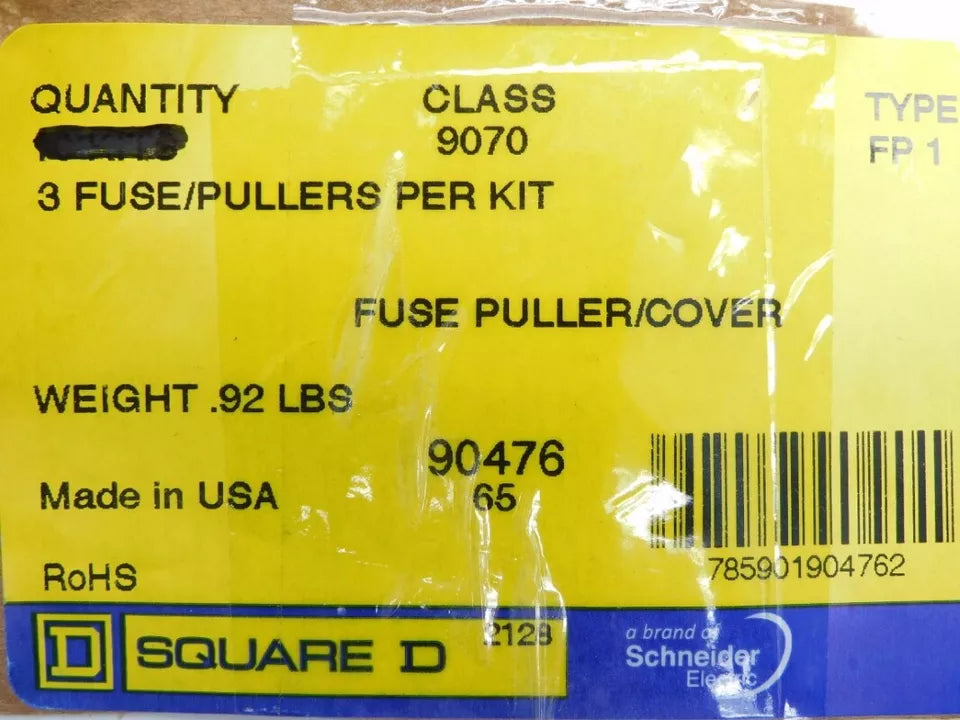 QUANTITY CLASS TYPE
9070 FP 1
3 FUSE/PULLERS PER KIT
FUSE PULLER/COVER
WEIGHT .92 LBS
90476
Made in USA 65
785901904762
RoHS
D SQUARE D 2128
a brand of
Schneider
Electric